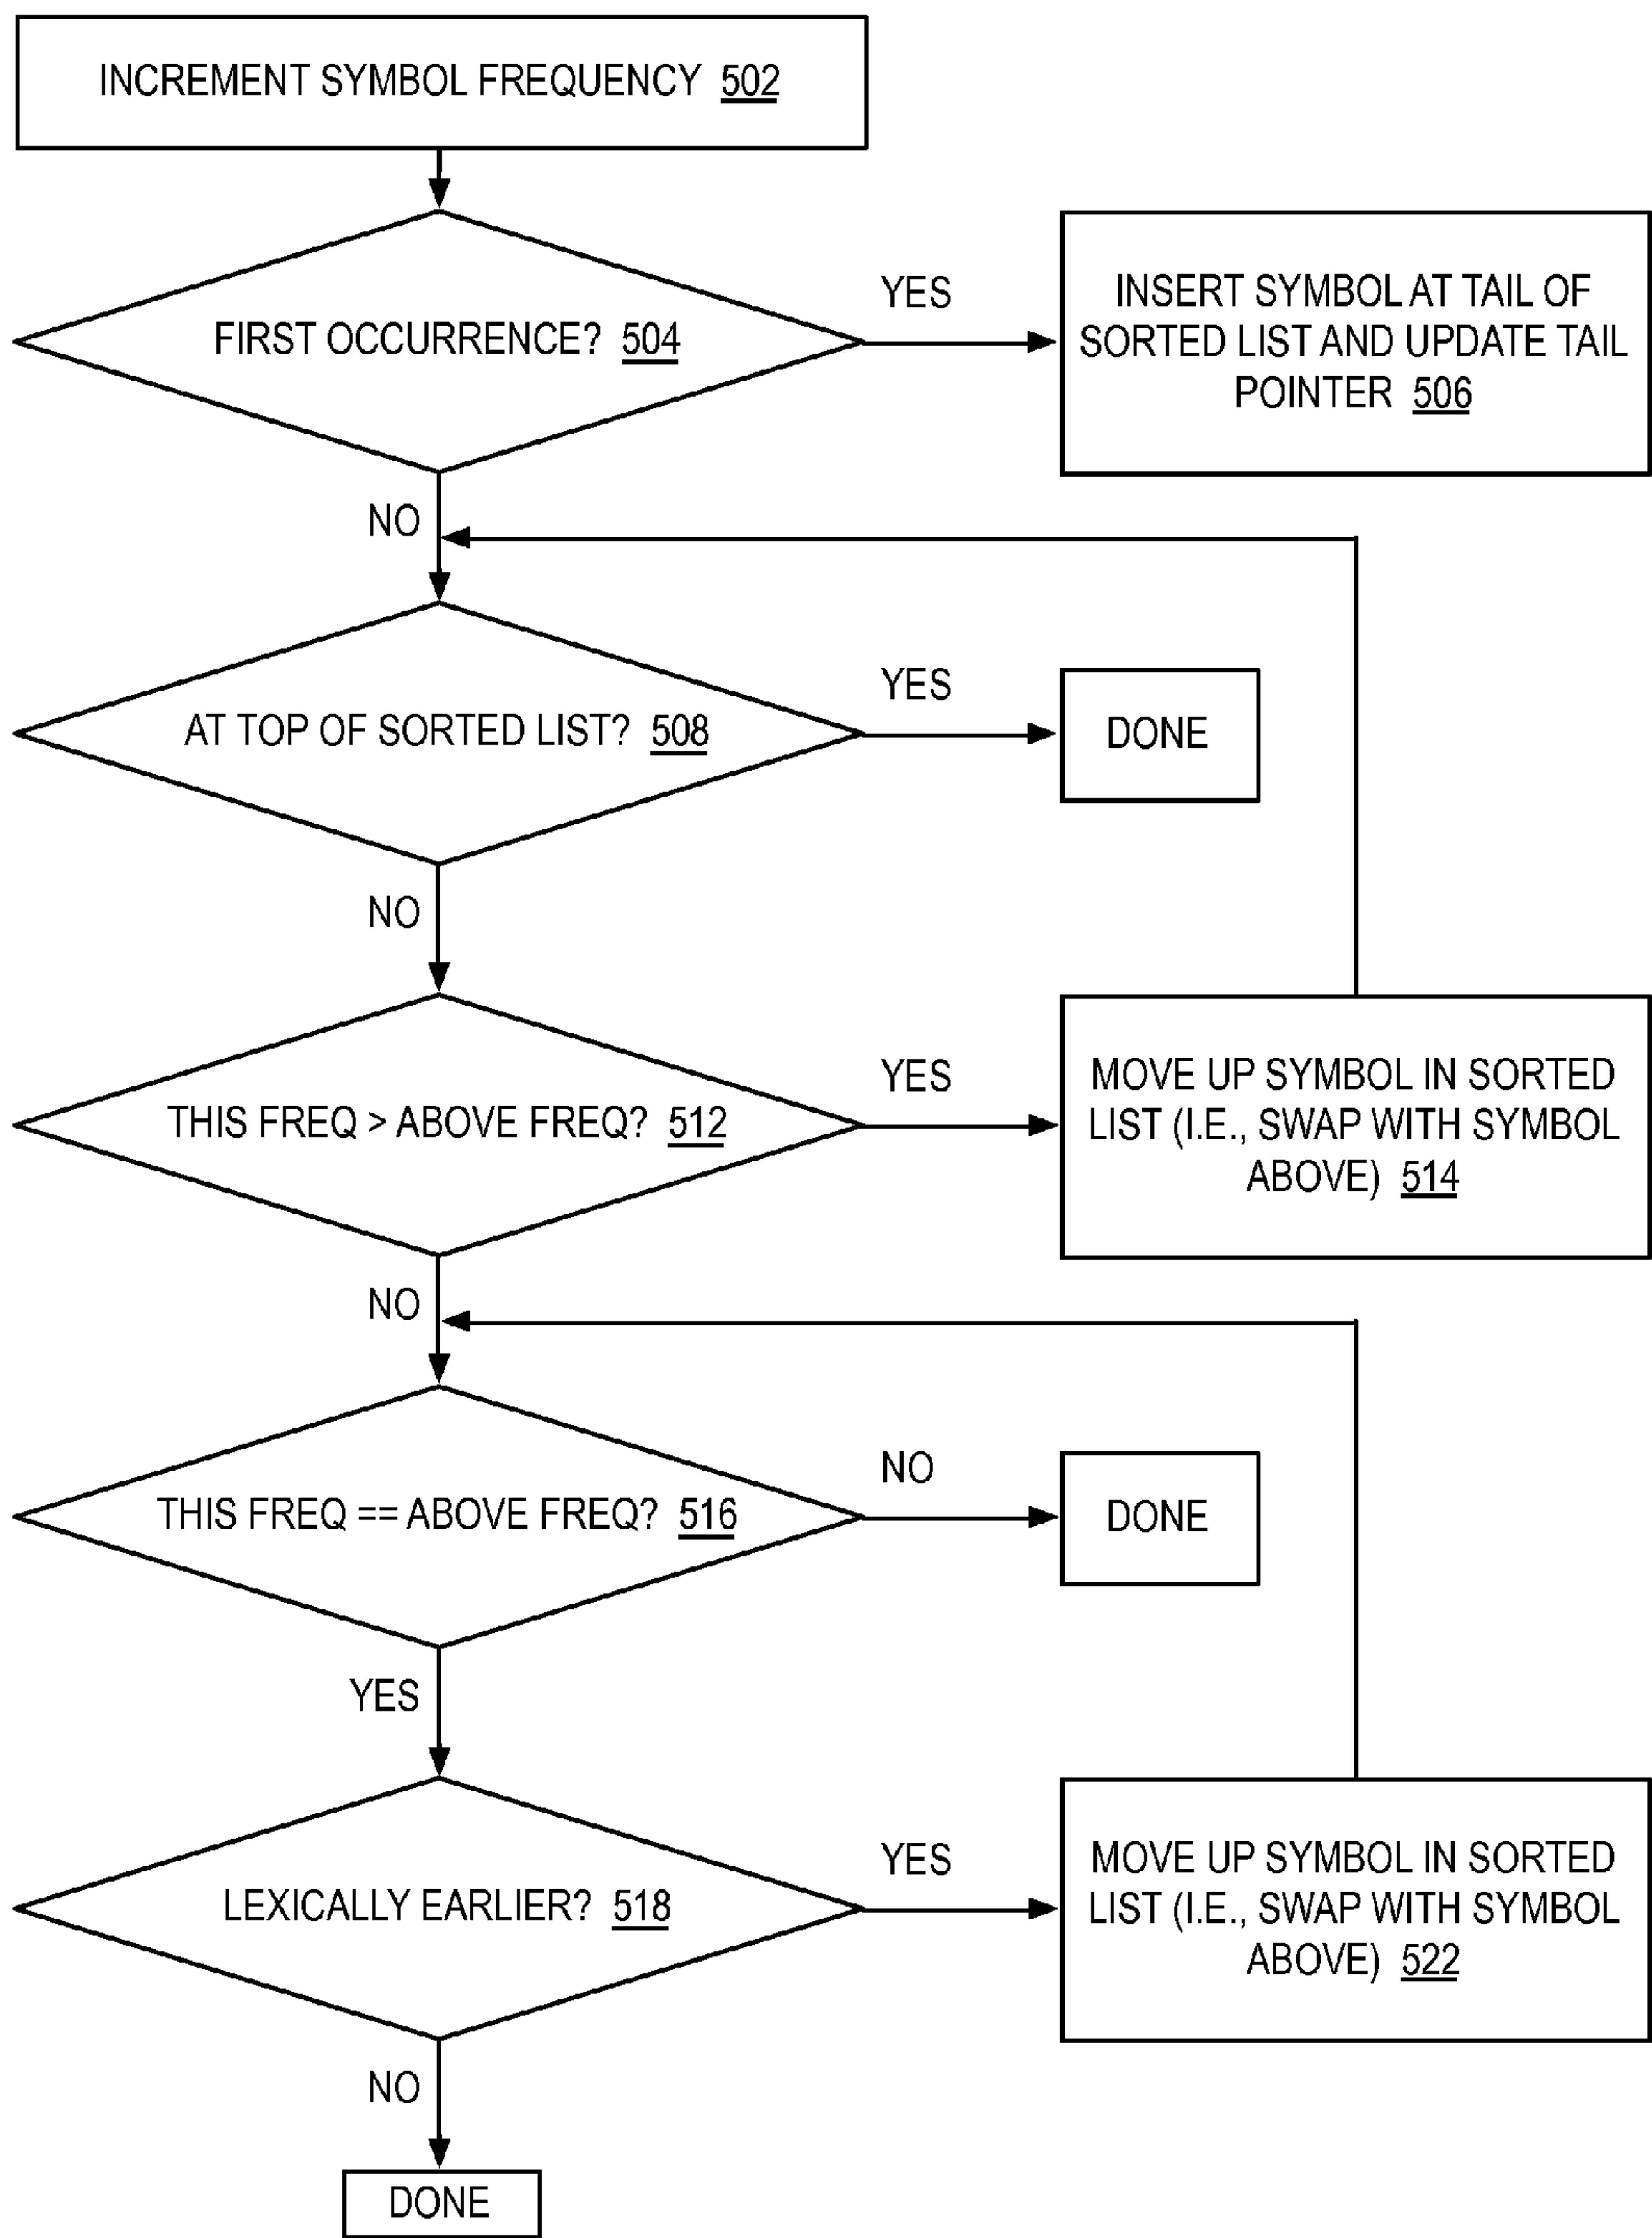 INCREMENT SYMBOL FREQUENCY 502
FIRST OCCURRENCE? 504
YES
INSERT SYMBOL AT TAIL OF
SORTED LIST AND UPDATE TAIL
POINTER 506
NO
AT TOP OF SORTED LIST? 508
YES
DONE
NO
THIS FREQ > ABOVE FREQ? 512
YES
MOVE UP SYMBOL IN SORTED
LIST (I.E., SWAP WITH SYMBOL
ABOVE) 514
NO
THIS FREQ == ABOVE FREQ? 516
NO
DONE
YES
LEXICALLY EARLIER? 518
YES
MOVE UP SYMBOL IN SORTED
LIST (I.E., SWAP WITH SYMBOL
ABOVE) 522
NO
DONE